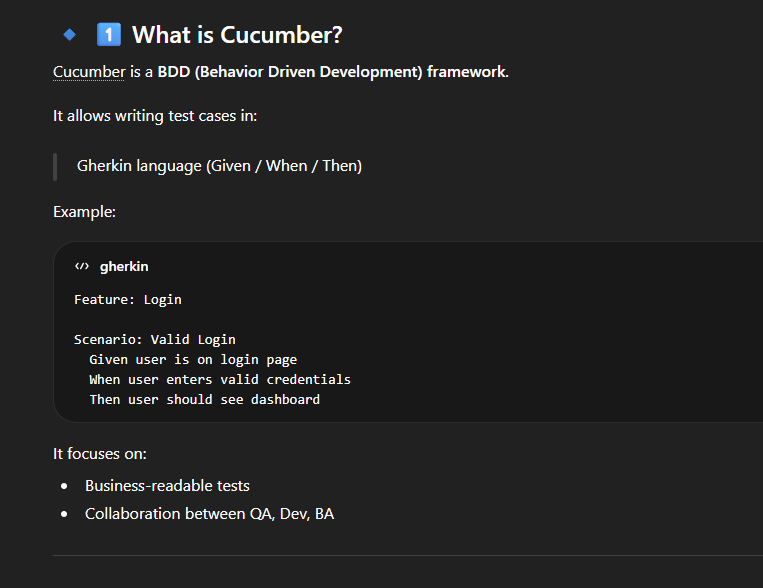 1 What is Cucumber?
Cucumber is a BDD (Behavior Driven Development) framework.
It allows writing test cases in:
Gherkin language (Given / When / Then)
Example:
</> gherkin
Feature: Login
Scenario: Valid Login
Given user is on login page
When user enters valid credentials
Then user should see dashboard
It focuses on:
Business-readable tests
Collaboration between QA, Dev, BA